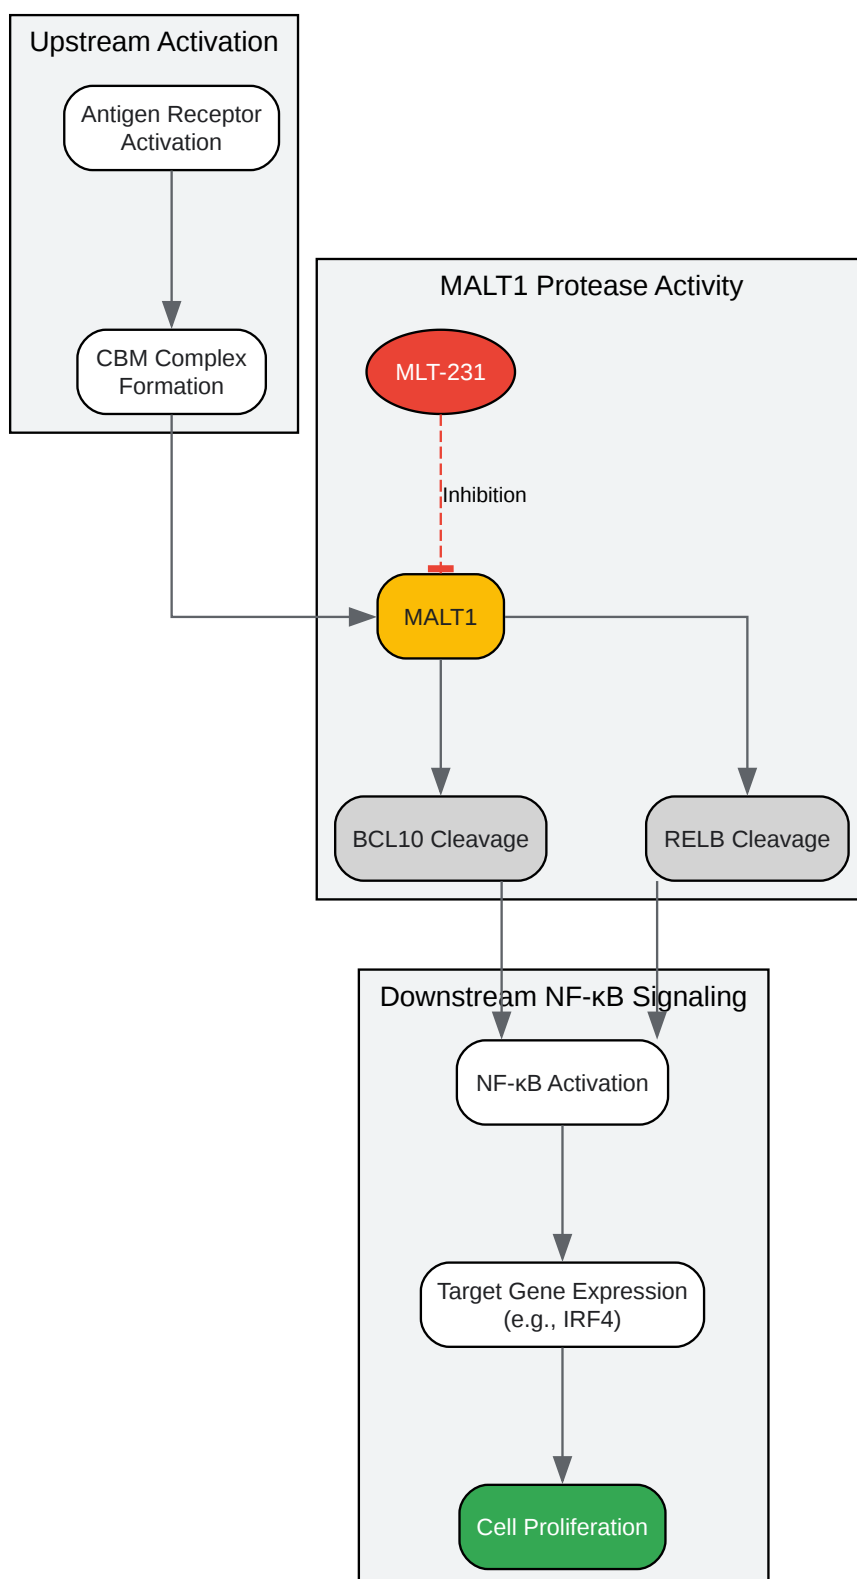 Upstream Activation
Antigen Receptor
Activation
CBM Complex
Formation
MALT1 Protease Activity
MLT-231
Inhibition
MALT1
BCL10 Cleavage
RELB Cleavage
Downstream NF-κB Signaling
NF-κB Activation
Target Gene Expression
(e.g., IRF4)
Cell Proliferation